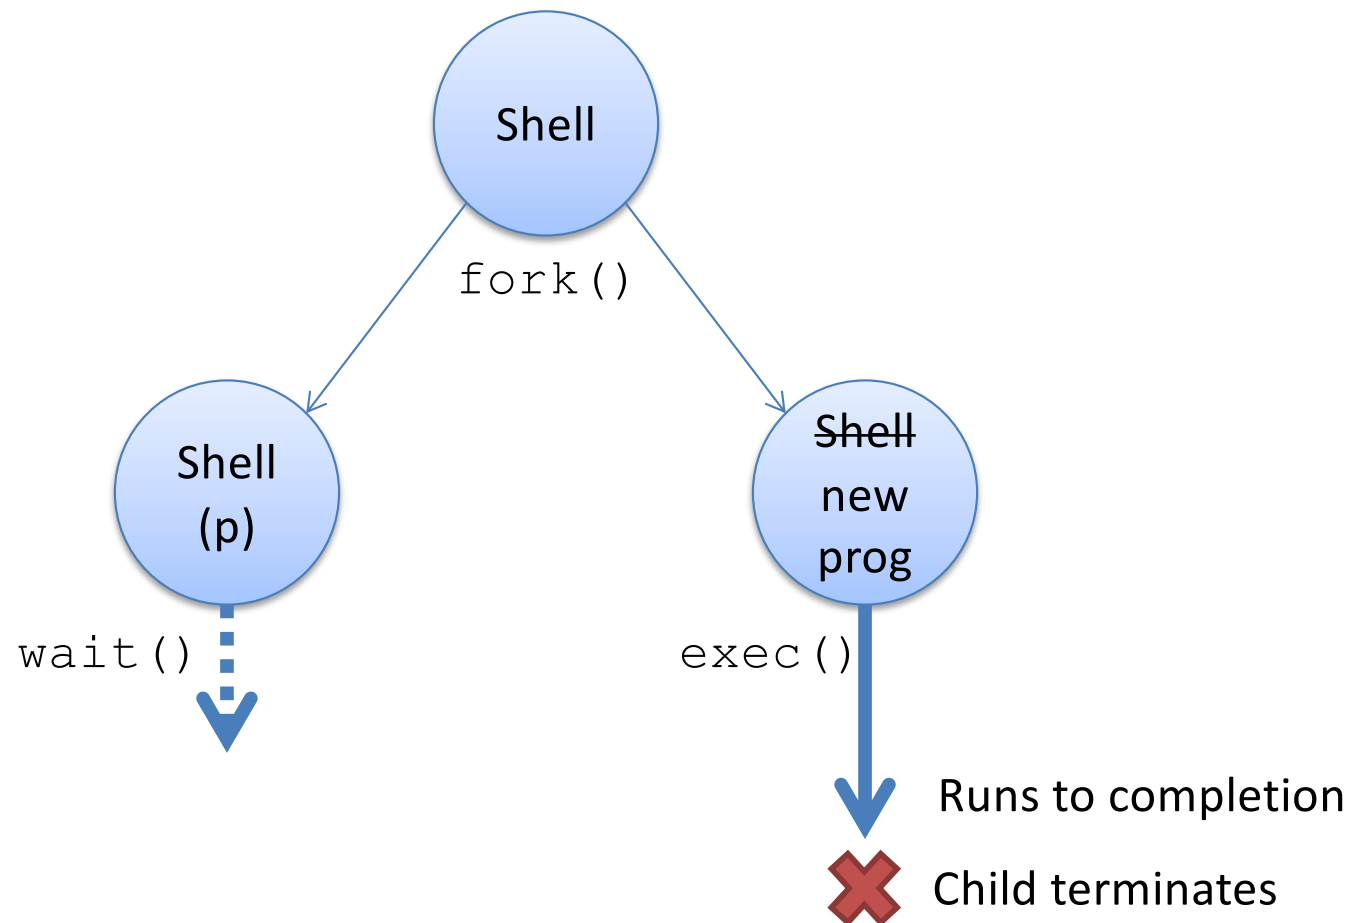 Shell
fork()
Shell
(p)
Shell
new
prog
wait()
exec()
Runs to completion
Child terminates